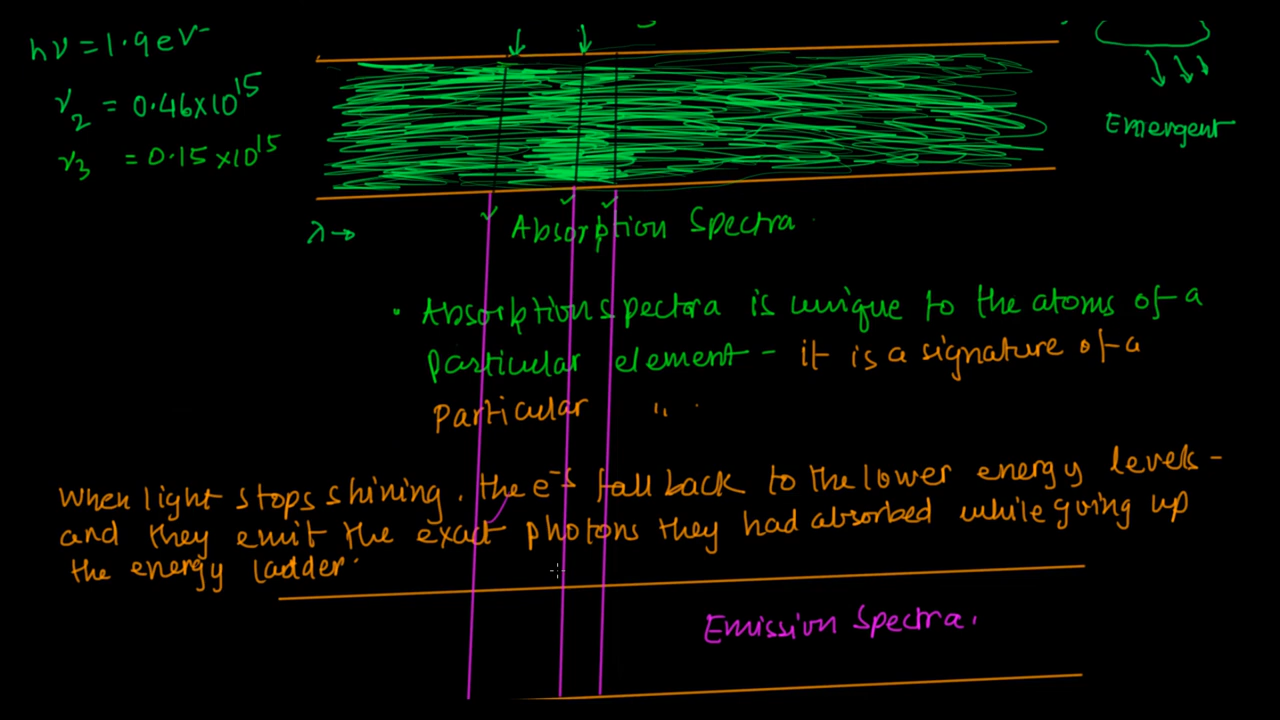 hν = 1.9eV
ν2 = 0.46×10^15
ν3 = 0.15×10^15
Emergent
λ→
Absorption Spectra
• Absorption spectra is unique to the atoms of a
particular element - it is a signature of a
particular " .
When light stops shining. the e-s fall back to the lower energy levels -
and they emit the exact photons they had absorbed while going up
the energy ladder.
Emission Spectra.